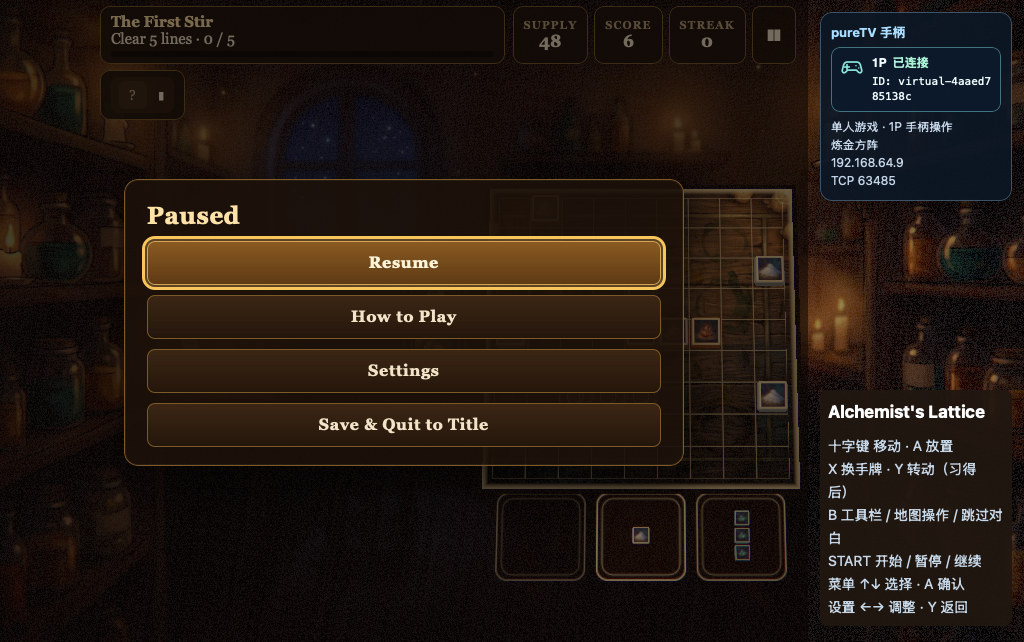 The First Stir
Clear 5 lines · 0 / 5
SUPPLY
48
SCORE
6
STREAK
0
?
Paused
Resume
How to Play
Settings
Save & Quit to Title
pureTV 手柄
1P 已连接
ID: virtual-4aaed7
85138c
单人游戏 · 1P 手柄操作
炼金方阵
192.168.64.9
TCP 63485
Alchemist's Lattice
十字键 移动 · A 放置
X 换手牌 · Y 转动（习得
后）
B 工具栏 / 地图操作 / 跳过对
白
START 开始 / 暂停 / 继续
菜单 ↑↓ 选择 · A 确认
设置 ←→ 调整 · Y 返回